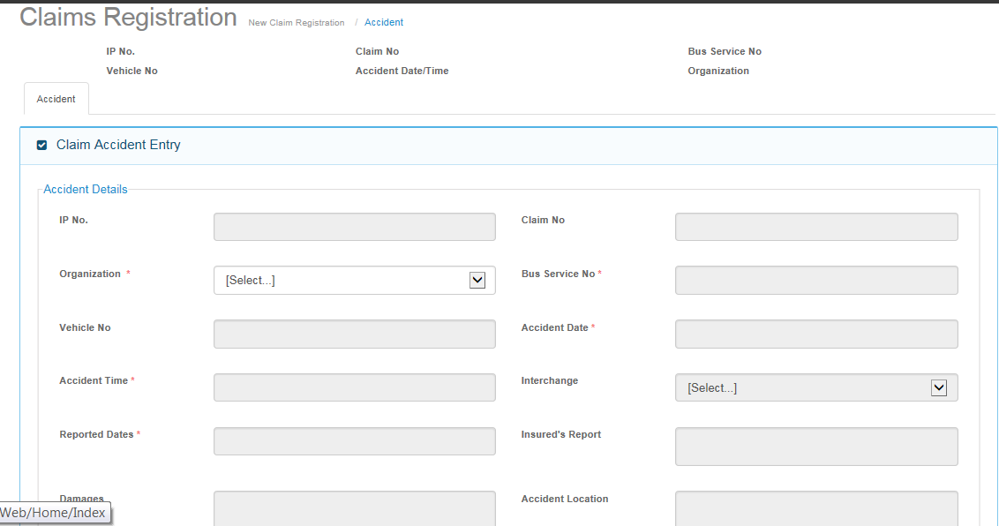 Claims Registration New Claim Registration / Accident
IP No. Claim No Bus Service No
Vehicle No Accident Date/Time Organization
Accident
Claim Accident Entry
Accident Details
IP No. Claim No
Organization * [Select...] Bus Service No *
Vehicle No Accident Date *
Accident Time * Interchange [Select...]
Reported Dates * Insured's Report
Damages Accident Location
Web/Home/Index